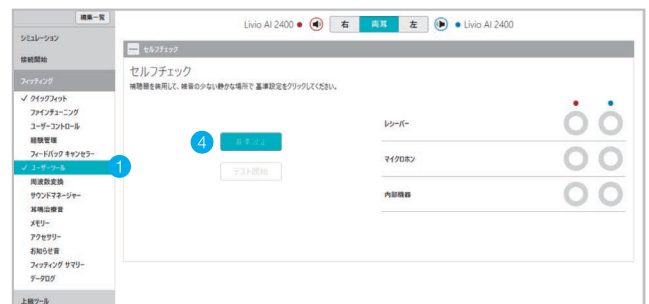 編集一覧
Livio AI 2400
右
両耳
左
Livio AI 2400
シミュレーション
接続開始
フィッティング
クイックフィット
ファインチューニング
ユーザーコントロール
経験管理
フィードバック キャンセラー
ユーザーツール
周波数変換
サウンドマネージャー
耳鳴治療音
メモリー
アクセサリー
お知らせ音
フィッティング サマリー
データログ
上級ツール
1
セルフチェック
セルフチェック
補聴器を装用して、雑音の少ない静かな場所で 基準設定をクリックしてください。
4
基準設定
テスト開始
レシーバー
マイクロホン
内部機器